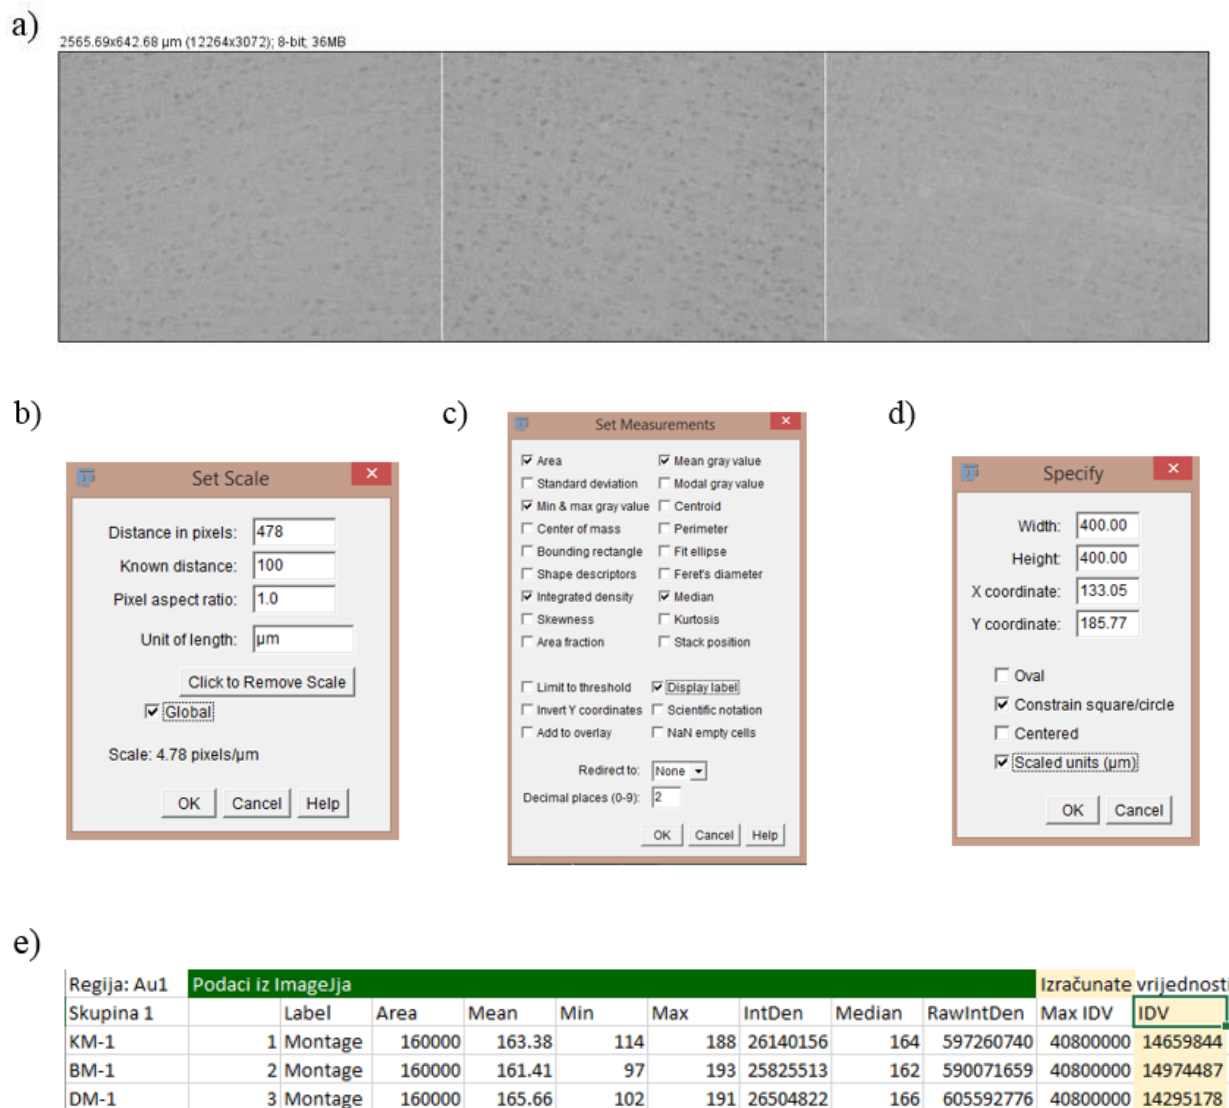 a)
2565.69x642.68 µm (12264x3072); 8-bit; 36MB
b)
Set Scale
Distance in pixels: 478
Known distance: 100
Pixel aspect ratio: 1.0
Unit of length: µm
Click to Remove Scale
Global
Scale: 4.78 pixels/µm
OK Cancel Help
c)
Set Measurements
Area Mean gray value
Standard deviation Modal gray value
Min & max gray value Centroid
Center of mass Perimeter
Bounding rectangle Fit ellipse
Shape descriptors Feret's diameter
Integrated density Median
Skewness Kurtosis
Area fraction Stack position
Limit to threshold Display label
Invert Y coordinates Scientific notation
Add to overlay NaN empty cells
Redirect to: None
Decimal places (0-9): 2
OK Cancel Help
d)
Specify
Width: 400.00
Height: 400.00
X coordinate: 133.05
Y coordinate: 185.77
Oval
Constrain square/circle
Centered
Scaled units (µm)
OK Cancel
e)
Regija: Au1 Podaci iz ImageJja Izračunate vrijednosti
Skupina 1 Label Area Mean Min Max IntDen Median RawIntDen Max IDV IDV
KM-1 1 Montage 160000 163.38 114 188 26140156 164 597260740 40800000 14659844
BM-1 2 Montage 160000 161.41 97 193 25825513 162 590071659 40800000 14974487
DM-1 3 Montage 160000 165.66 102 191 26504822 166 605592776 40800000 14295178